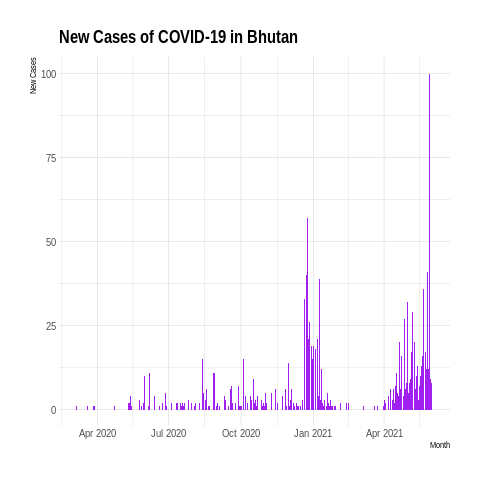 New Cases of COVID-19 in Bhutan
New Cases
100
75
50
25
0
Apr 2020 Jul 2020 Oct 2020 Jan 2021 Apr 2021
Month